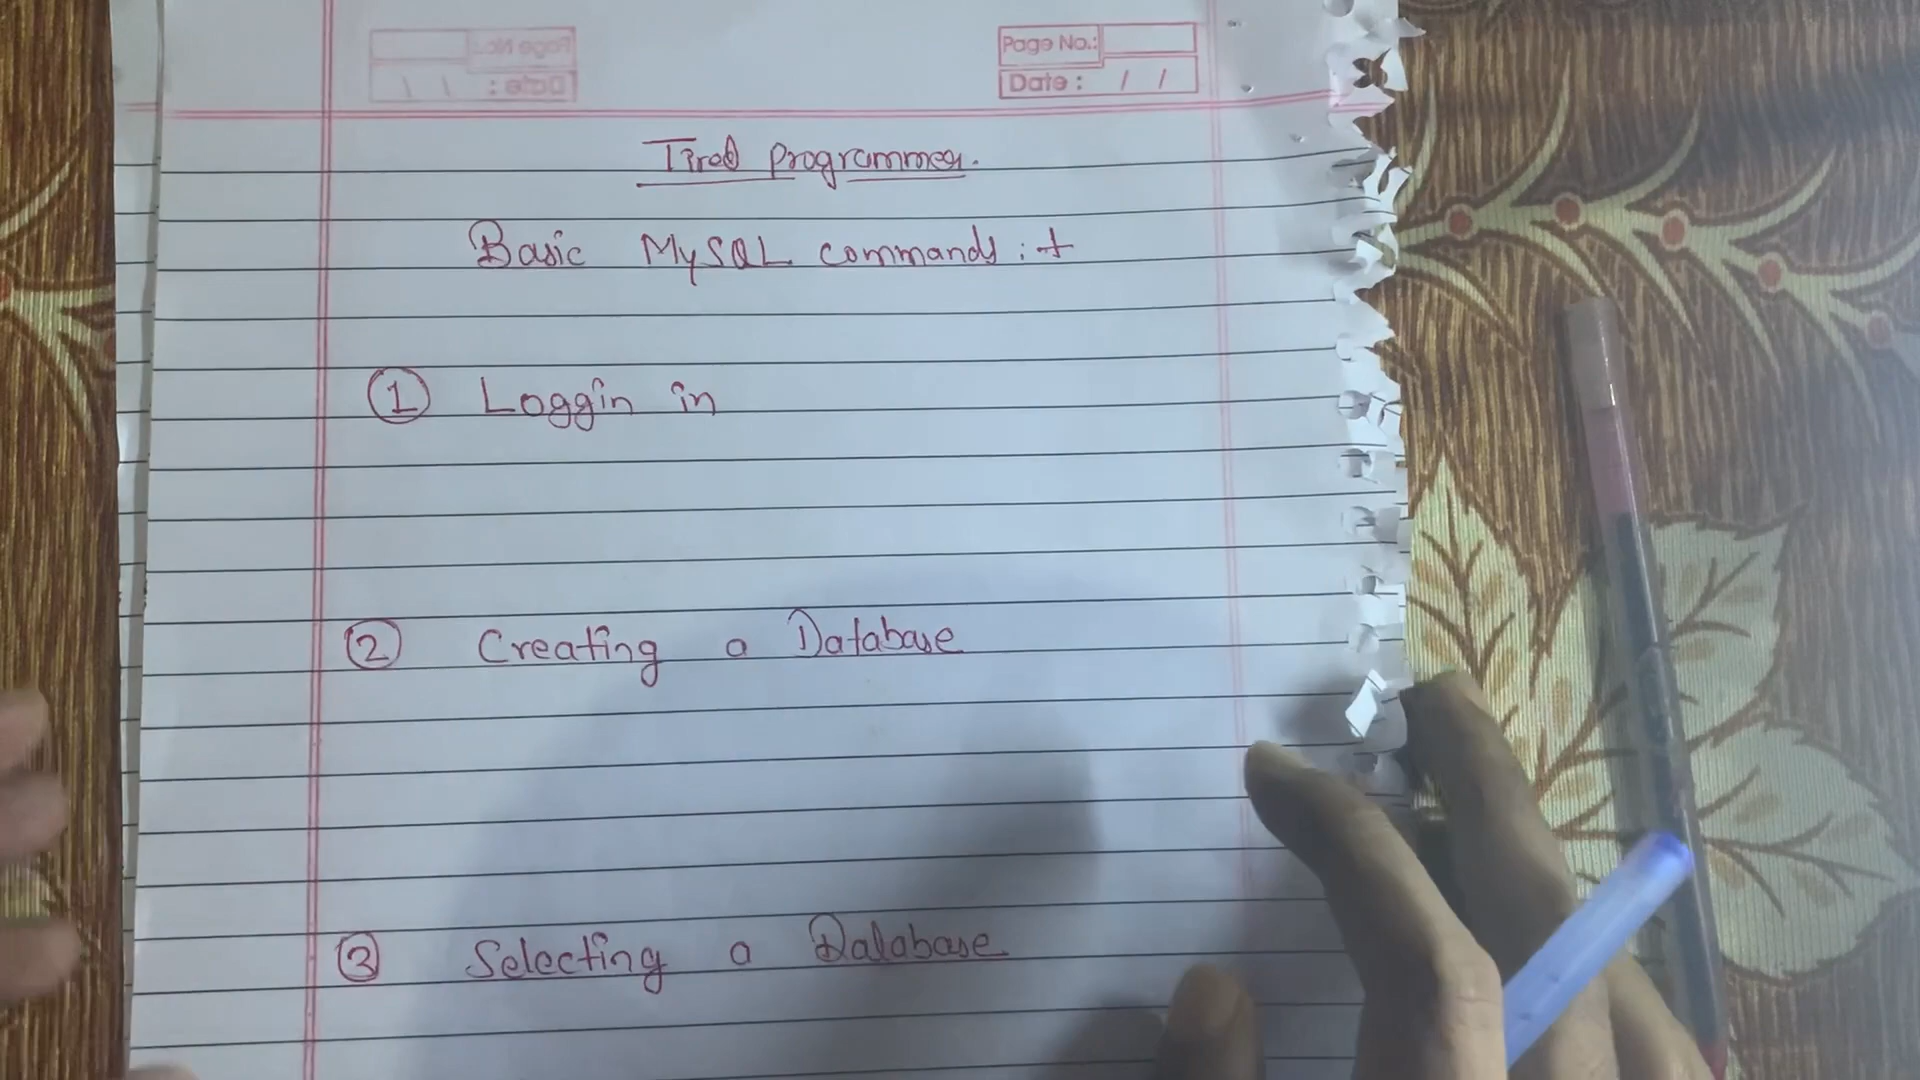 Page No.:
Date : / /
Tired programmer.
Basic MySQL commands :+
1 Loggin in
2 Creating a Database
3 Selecting a Database